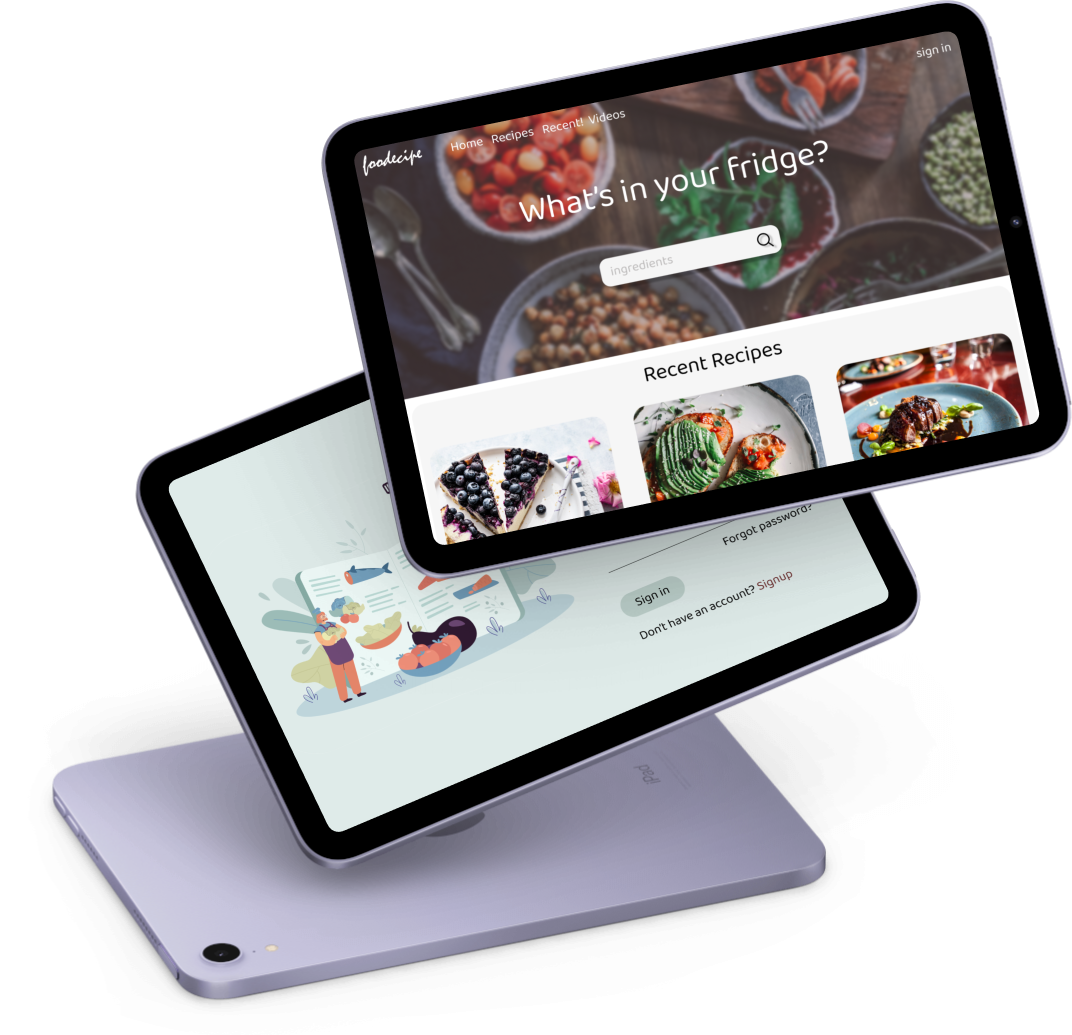 sign in
foodecipe
Home Recipes Recent! Videos
What's in your fridge?
ingredients
Recent Recipes
Forgot password?
Sign in
Don't have an account? Signup
iPad